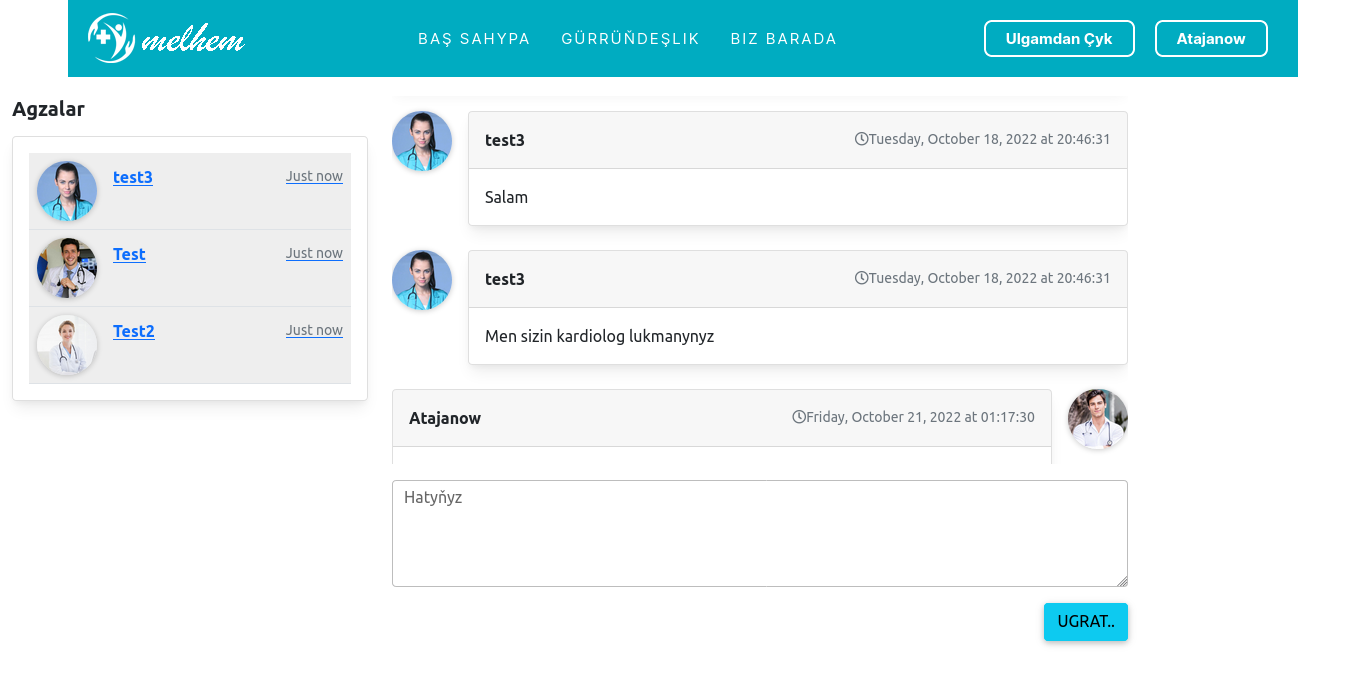 melhem
BAŞ SAHYPA
GÜRRÜŇDEŞLIK
BIZ BARADA
Ulgamdan Çyk
Atajanow
Agzalar
test3
Just now
Test
Just now
Test2
Just now
test3
Tuesday, October 18, 2022 at 20:46:31
Salam
test3
Tuesday, October 18, 2022 at 20:46:31
Men sizin kardiolog lukmanynyz
Atajanow
Friday, October 21, 2022 at 01:17:30
Hatyňyz
UGRAT..